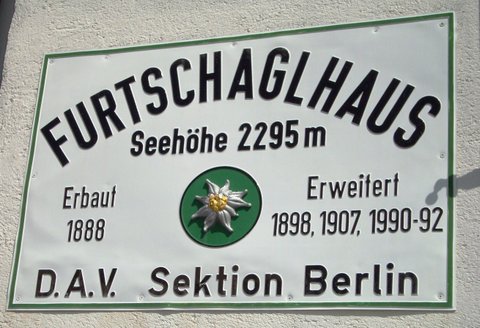 FURTSCHAGLHAUS
Seehöhe 2295 m
Erbaut
1888
Erweitert
1898, 1907, 1990-92
D.A.V. Sektion Berlin